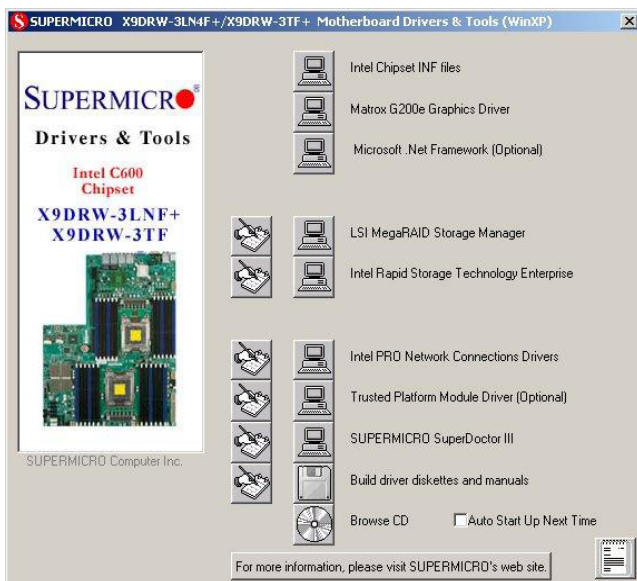 SUPERMICRO X9DRW-3LN4F+/X9DRW-3TF+ Motherboard Drivers & Tools (WinXP)
SUPERMICRO
Drivers & Tools
Intel C600
Chipset
X9DRW-3LNF+
X9DRW-3TF
SUPERMICRO Computer Inc.
Intel Chipset INF files
Matrox G200e Graphics Driver
Microsoft .Net Framework (Optional)
LSI MegaRAID Storage Manager
Intel Rapid Storage Technology Enterprise
Intel PRO Network Connections Drivers
Trusted Platform Module Driver (Optional)
SUPERMICRO SuperDoctor III
Build driver diskettes and manuals
Browse CD Auto Start Up Next Time
For more information, please visit SUPERMICRO's web site.